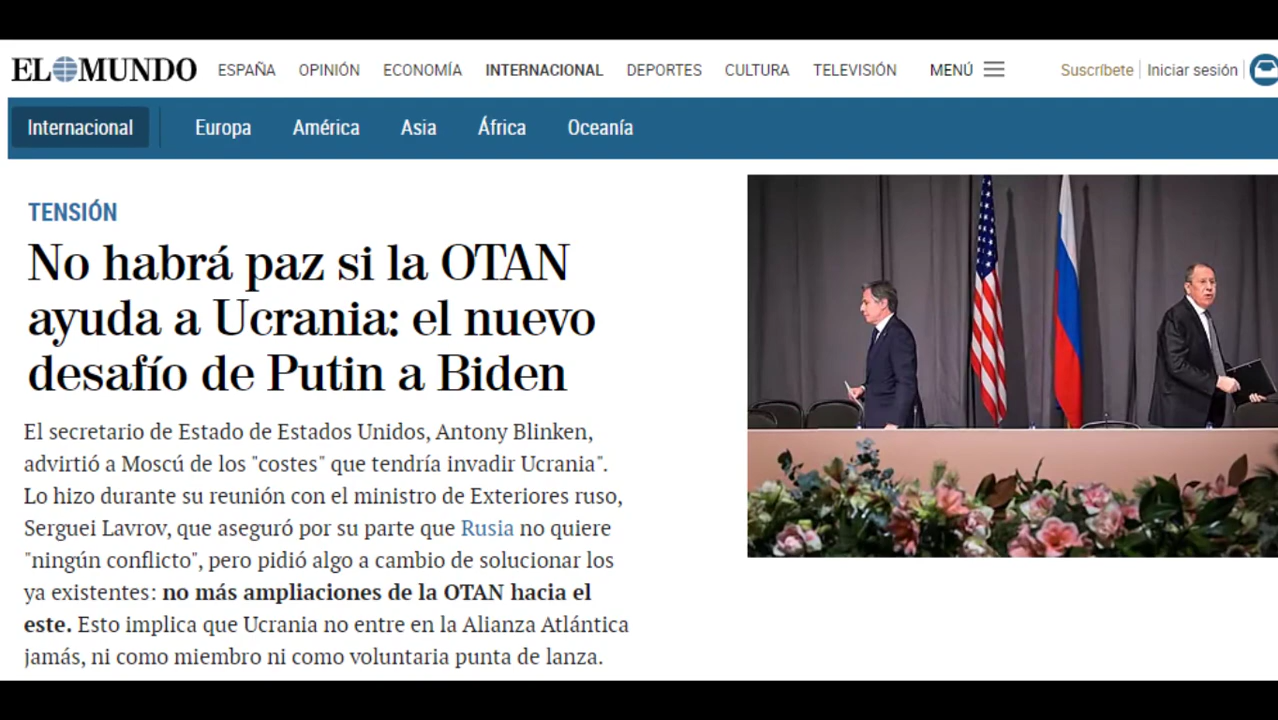 EL MUNDO ESPAÑA OPINIÓN ECONOMÍA INTERNACIONAL DEPORTES CULTURA TELEVISIÓN MENÚ Suscríbete Iniciar sesión
Internacional Europa América Asia África Oceanía
TENSIÓN
No habrá paz si la OTAN
ayuda a Ucrania: el nuevo
desafío de Putin a Biden
El secretario de Estado de Estados Unidos, Antony Blinken,
advirtió a Moscú de los "costes" que tendría invadir Ucrania".
Lo hizo durante su reunión con el ministro de Exteriores ruso,
Serguei Lavrov, que aseguró por su parte que Rusia no quiere
"ningún conflicto", pero pidió algo a cambio de solucionar los
ya existentes: no más ampliaciones de la OTAN hacia el
este. Esto implica que Ucrania no entre en la Alianza Atlántica
jamás, ni como miembro ni como voluntaria punta de lanza.